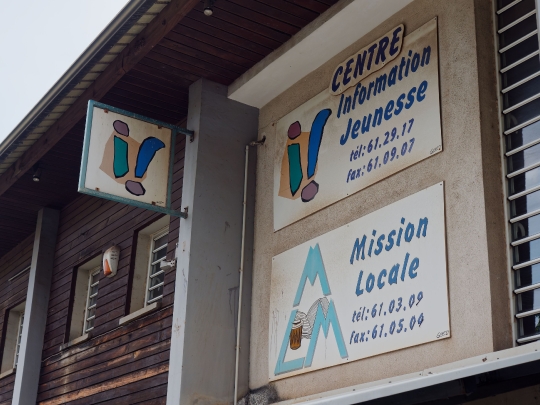 CENTRE
Information
Jeunesse
tél: 61.29.17
fax: 61.09.07
Mission
Locale
tél: 61.03.09
fax: 61.05.04